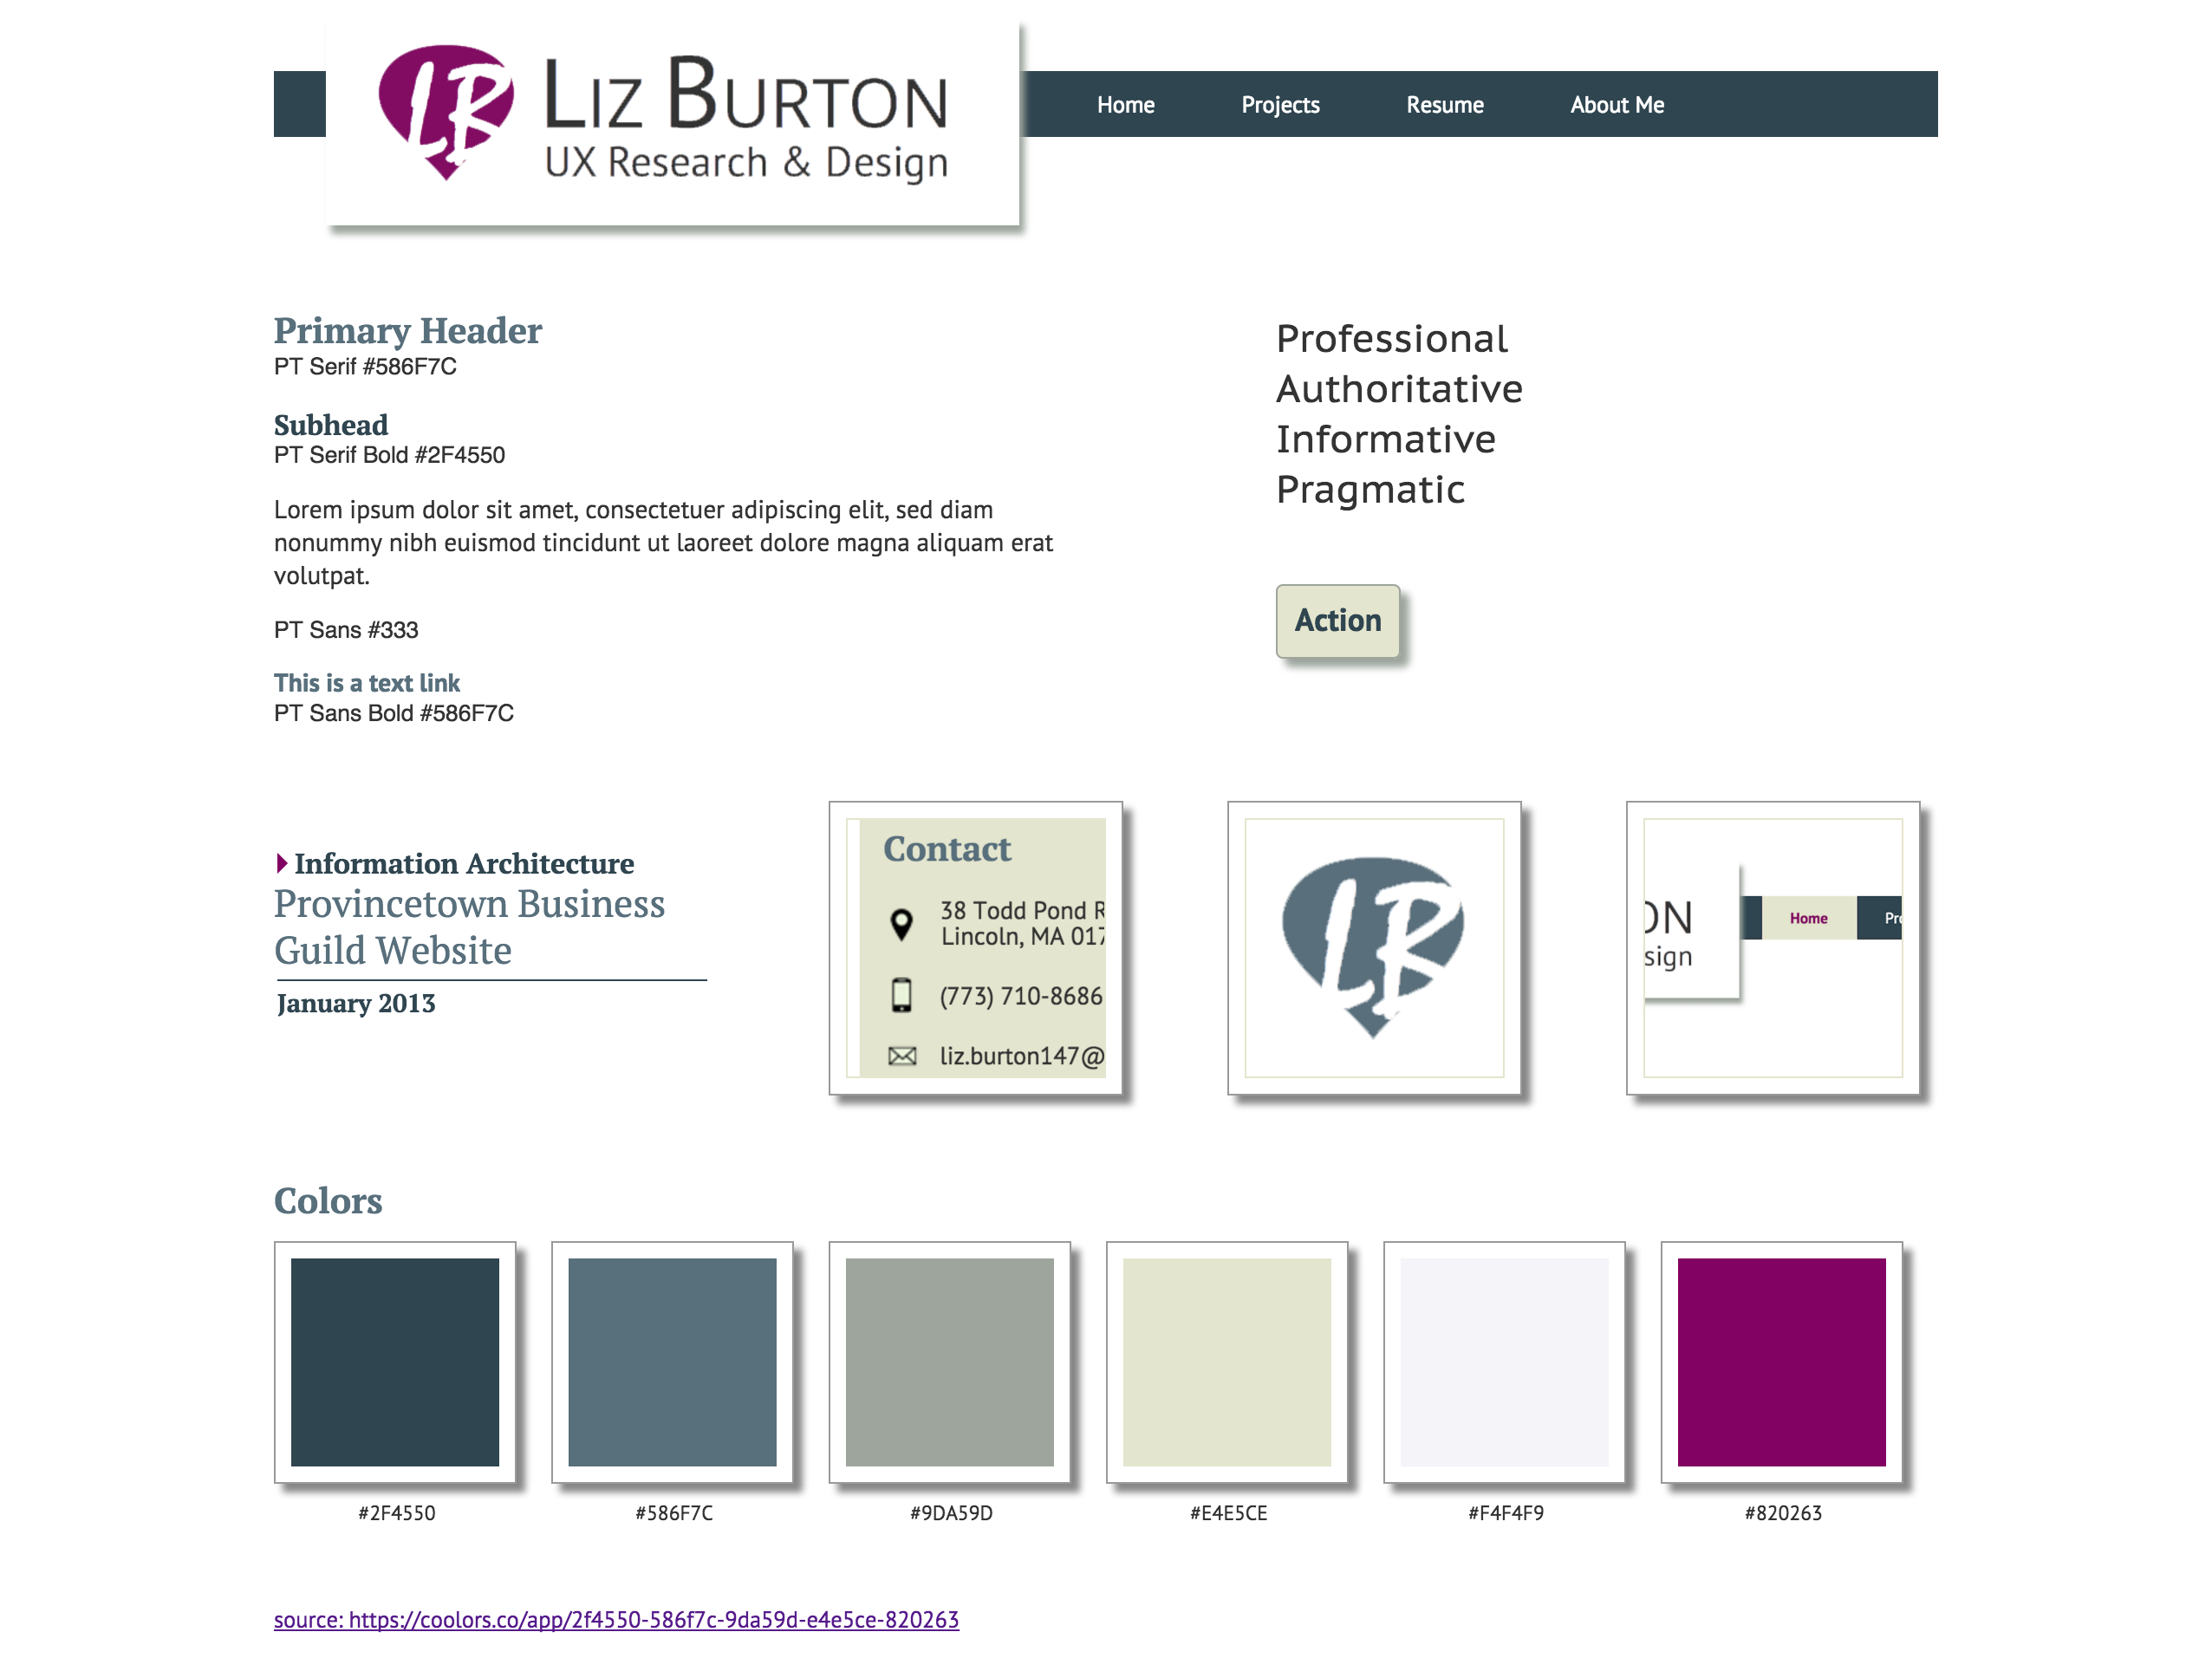 LR
LIZ BURTON
UX Research & Design
Home Projects Resume About Me
Primary Header
PT Serif #586F7C
Subhead
PT Serif Bold #2F4550
Lorem ipsum dolor sit amet, consectetuer adipiscing elit, sed diam
nonummy nibh euismod tincidunt ut laoreet dolore magna aliquam erat
volutpat.
PT Sans #333
This is a text link
PT Sans Bold #586F7C
Professional
Authoritative
Informative
Pragmatic
Action
Information Architecture
Provincetown Business
Guild Website
January 2013
Contact
38 Todd Pond R
Lincoln, MA 017
(773) 710-8686
liz.burton147@
LR
ON
sign
Home Pro
Colors
#2F4550
#586F7C
#9DA59D
#E4E5CE
#F4F4F9
#820263
source: https://coolors.co/app/2f4550-586f7c-9da59d-e4e5ce-820263